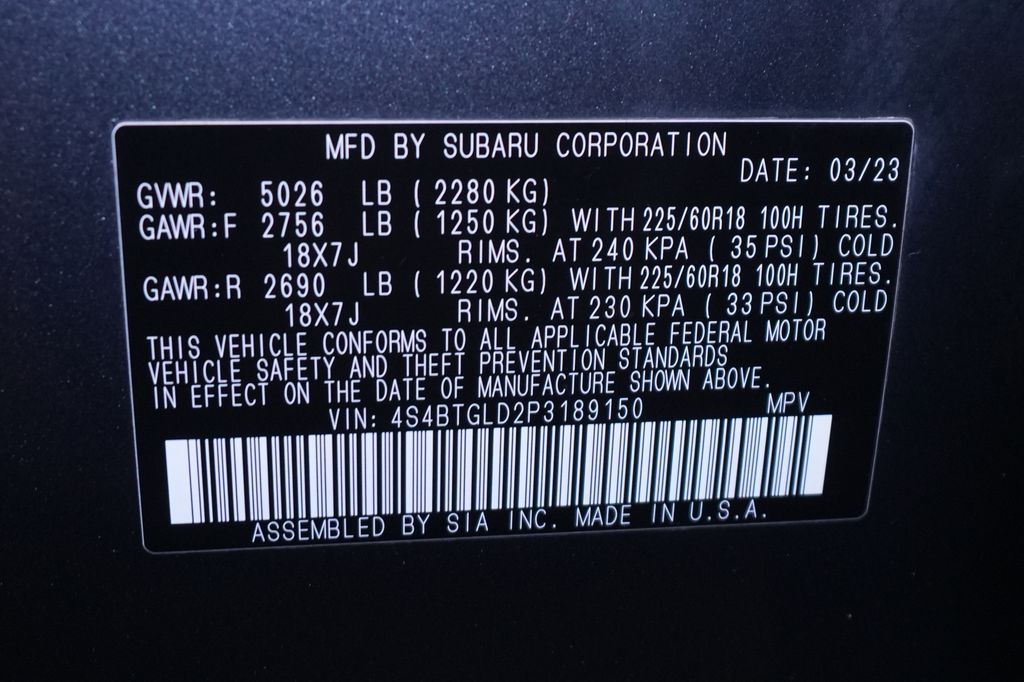 MFD BY SUBARU CORPORATION
DATE: 03/23
GVWR: 5026 LB ( 2280 KG)
GAWR:F 2756 LB ( 1250 KG) WITH 225/60R18 100H TIRES.
18X7J RIMS. AT 240 KPA ( 35 PSI) COLD
GAWR:R 2690 LB ( 1220 KG) WITH 225/60R18 100H TIRES.
18X7J RIMS. AT 230 KPA ( 33 PSI) COLD
THIS VEHICLE CONFORMS TO ALL APPLICABLE FEDERAL MOTOR
VEHICLE SAFETY AND THEFT PREVENTION STANDARDS
IN EFFECT ON THE DATE OF MANUFACTURE SHOWN ABOVE.
VIN: 4S4BTGLD2P3189150 MPV
ASSEMBLED BY SIA INC. MADE IN U.S.A.